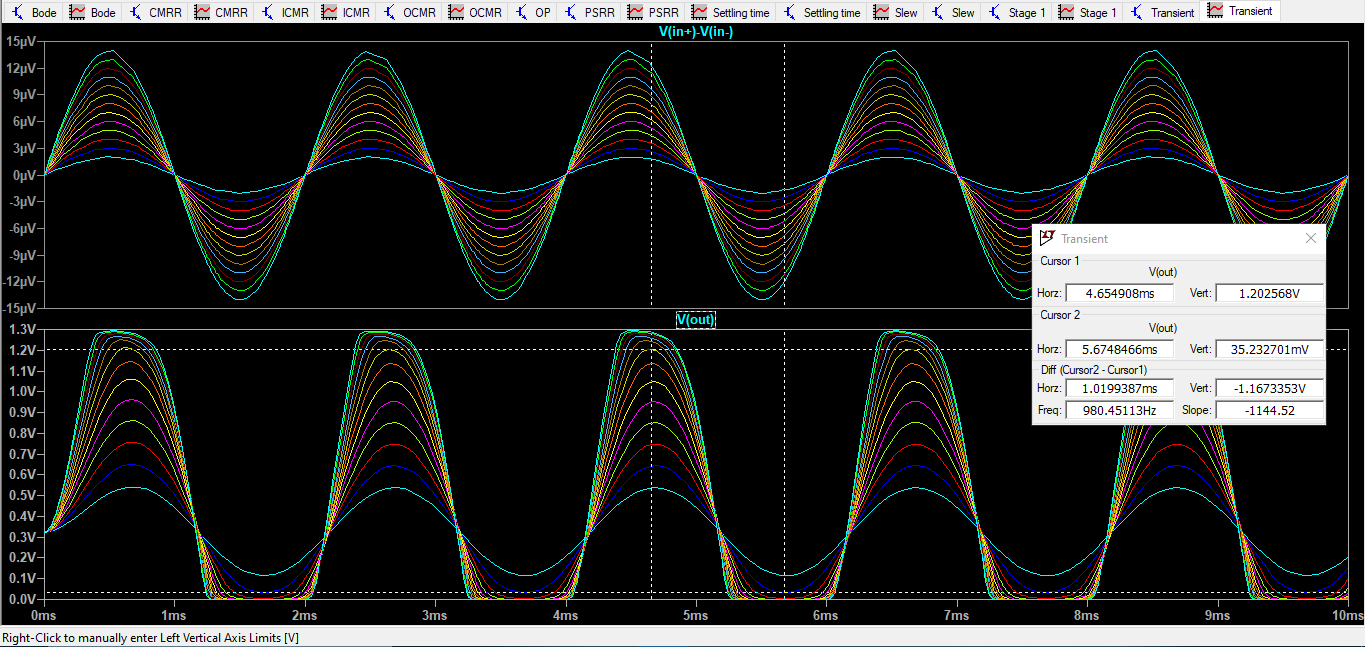 Bode Bode CMRR CMRR ICMR ICMR OCMR OCMR OP PSRR PSRR Settling time Settling time Slew Slew Stage 1 Stage 1 Transient Transient
V(in+)-V(in-)
15µV
12µV
9µV
6µV
3µV
0µV
-3µV
-6µV
-9µV
-12µV
-15µV
Transient
Cursor 1
V(out)
Horz: 4.654908ms Vert: 1.202568V
Cursor 2
V(out)
Horz: 5.6748466ms Vert: 35.232701mV
Diff (Cursor2 - Cursor1)
Horz: 1.0199387ms Vert: -1.1673353V
Freq: 980.45113Hz Slope: -1144.52
V(out)
1.3V
1.2V
1.1V
1.0V
0.9V
0.8V
0.7V
0.6V
0.5V
0.4V
0.3V
0.2V
0.1V
0.0V
0ms 1ms 2ms 3ms 4ms 5ms 6ms 7ms 8ms 9ms 10ms
Right-Click to manually enter Left Vertical Axis Limits [V]